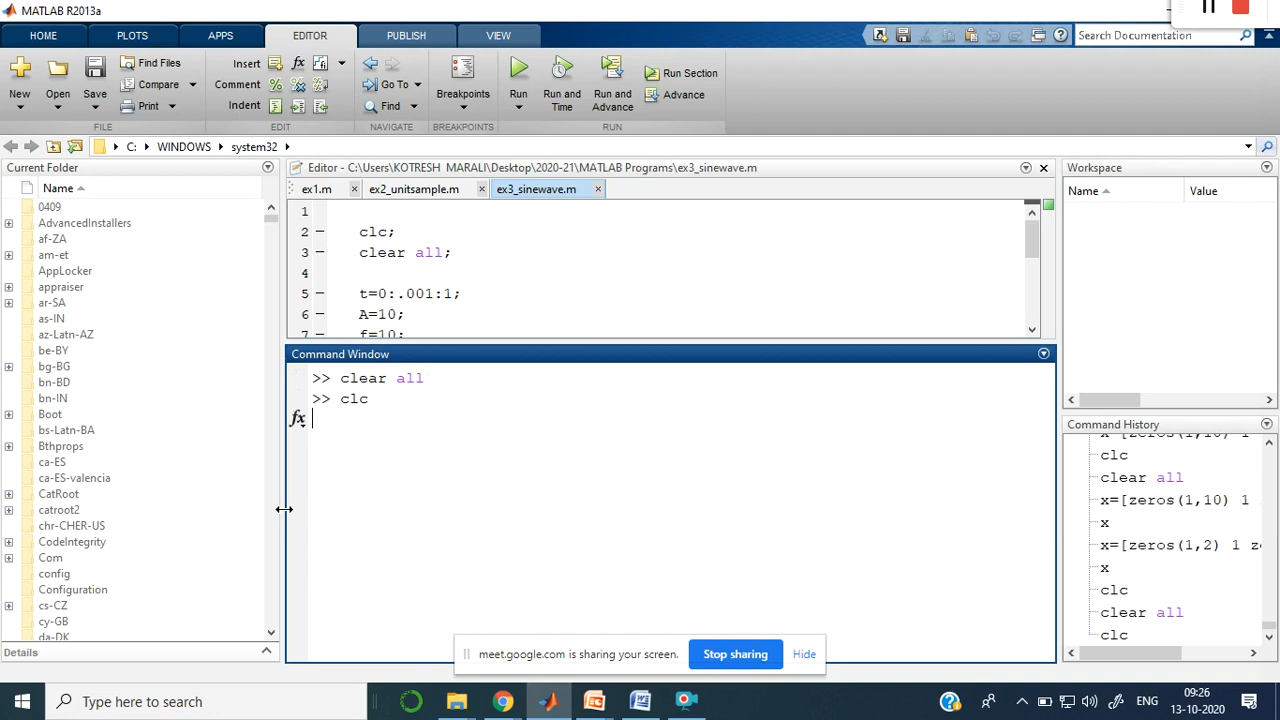 MATLAB R2013a
HOME PLOTS APPS EDITOR PUBLISH VIEW
Search Documentation
Find Files
Insert fx
Compare
Comment %
Go To
Run Section
New Open Save
Print
Indent
Find
Breakpoints
Run Run and Time Run and Advance
Advance
FILE EDIT NAVIGATE BREAKPOINTS RUN
C: WINDOWS system32
Current Folder
Name
0409
AdvancedInstallers
af-ZA
am-et
AppLocker
appraiser
ar-SA
as-IN
az-Latn-AZ
be-BY
bg-BG
bn-BD
bn-IN
Boot
bs-Latn-BA
Bthprops
ca-ES
ca-ES-valencia
CatRoot
catroot2
chr-CHER-US
CodeIntegrity
Com
config
Configuration
cs-CZ
cy-GB
da-DK
Details
Editor - C:\Users\KOTRESH MARALI\Desktop\2020-21\MATLAB Programs\ex3_sinewave.m
ex1.m ex2_unitsample.m ex3_sinewave.m
1
2 clc;
3 clear all;
4
5 t=0:.001:1;
6 A=10;
7 f=10;
Command Window
>> clear all
>> clc
fx
Workspace
Name Value
Command History
x=[zeros(1,10) 1
clc
clear all
x=[zeros(1,10) 1
x
x=[zeros(1,2) 1 ze
x
clc
clear all
clc
meet.google.com is sharing your screen. Stop sharing Hide
Type here to search
ENG
09:26
13-10-2020